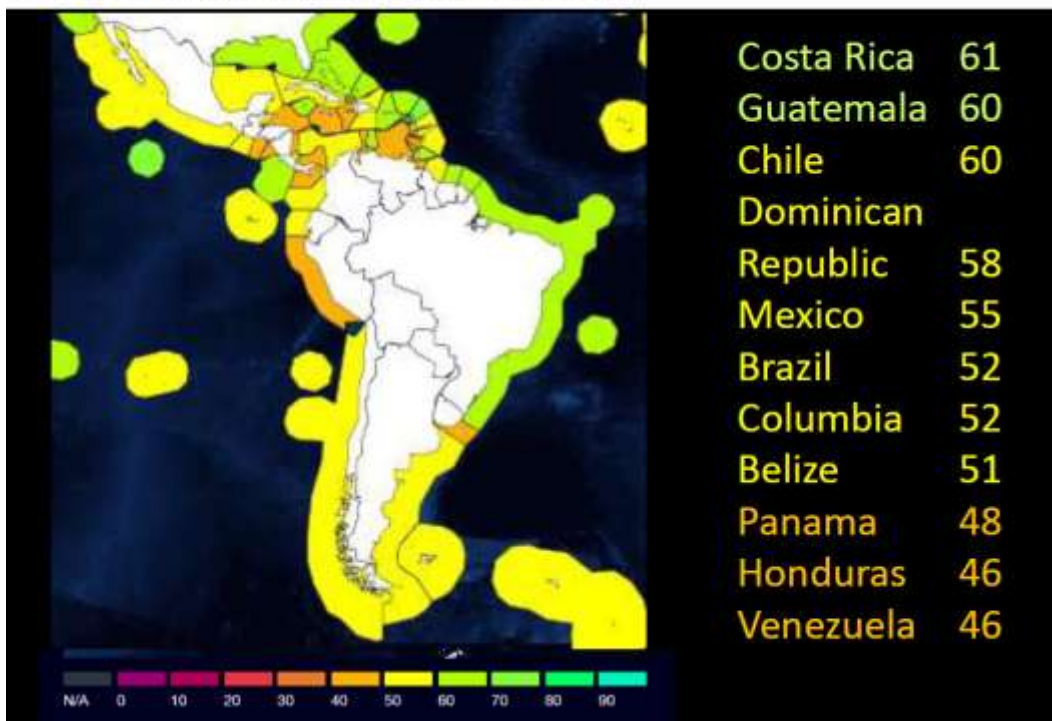 Costa Rica 61
Guatemala 60
Chile 60
Dominican
Republic 58
Mexico 55
Brazil 52
Columbia 52
Belize 51
Panama 48
Honduras 46
Venezuela 46
N/A 0 10 20 30 40 50 60 70 80 90